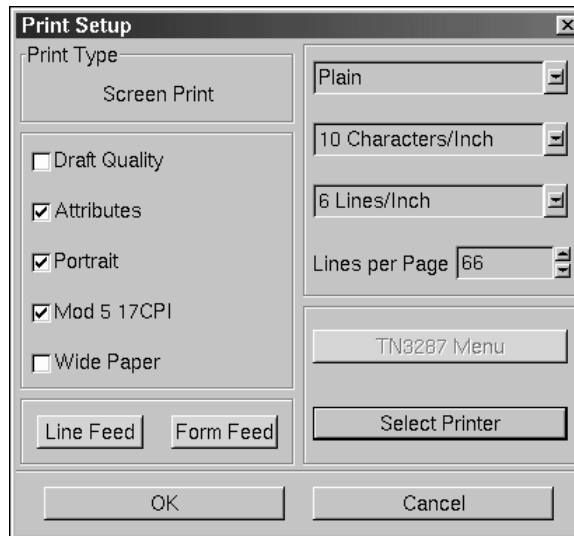 Print Setup
Print Type
Screen Print
Draft Quality
Attributes
Portrait
Mod 5 17CPI
Wide Paper
Line Feed
Form Feed
Plain
10 Characters/Inch
6 Lines/Inch
Lines per Page 66
TN3287 Menu
Select Printer
OK
Cancel